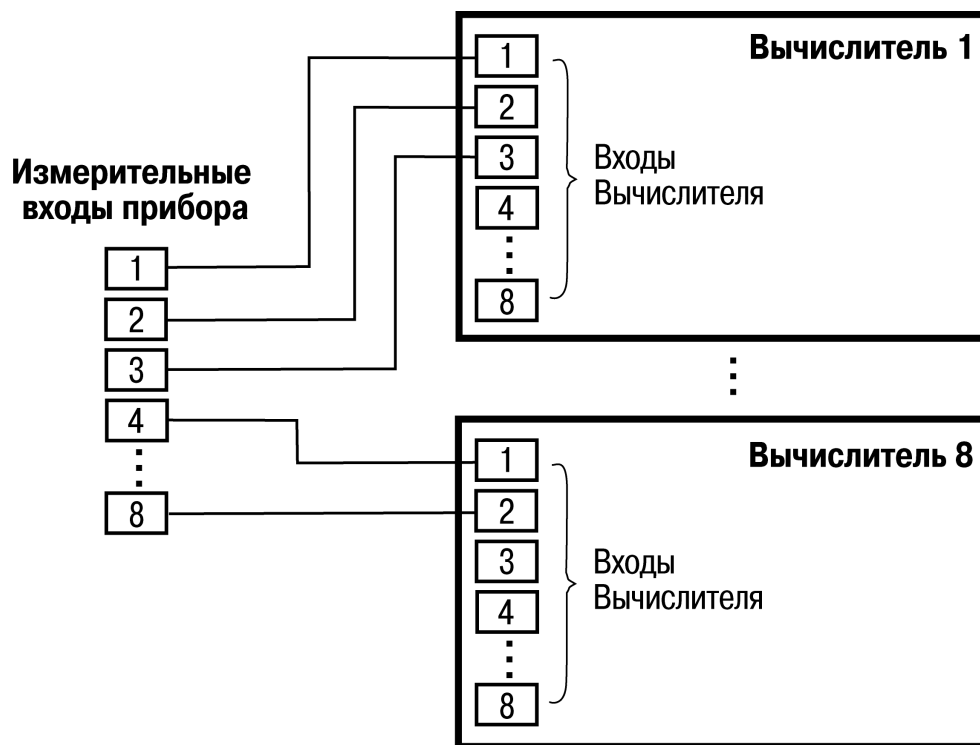 Измерительные
входы прибора
1
2
3
4
8
Вычислитель 1
1
2
3
4
8
Входы
Вычислителя
Вычислитель 8
1
2
3
4
8
Входы
Вычислителя